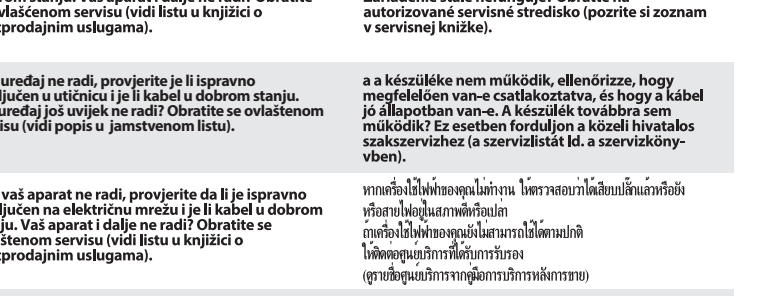 vlašćenom servisu (vidi listu u knjižici o
prodajnim uslugama).
autorizované servisné stredisko (pozrite si zoznam
v servisnej knižke).
uređaj ne radi, provjerite je li ispravno
ljučen u utičnicu i je li kabel u dobrom stanju.
uređaj još uvijek ne radi? Obratite se ovlaštenom
isu (vidi popis u jamstvenom listu).
a a készüléke nem működik, ellenőrizze, hogy
megfelelően van-e csatlakoztatva, és hogy a kábel
jó állapotban van-e. A készülék továbbra sem
működik? Ez esetben forduljon a közeli hivatalos
szakszervizhez (a szervizlistát ld. a szervizköny-
vben).
vaš aparat ne radi, provjerite da li je ispravno
ljučen na električnu mrežu i je li kabel u dobrom
ju. Vaš aparat i dalje ne radi? Obratite se
štenom servisu (vidi listu u knjižici o
prodajnim uslugama).
หากเครื่องใช้ไฟฟ้าของคุณไม่ทำงาน ให้ตรวจสอบว่าได้เสียบปลั๊กแล้วหรือยัง
หรือสายไฟอยู่ในสภาพดีหรือเปล่า
ถ้าเครื่องใช้ไฟฟ้าของคุณยังไม่สามารถใช้ได้ตามปกติ
ให้ติดต่อศูนย์บริการที่ได้รับการรับรอง
(ดูรายชื่อศูนย์บริการจากคู่มือการบริการหลังการขาย)